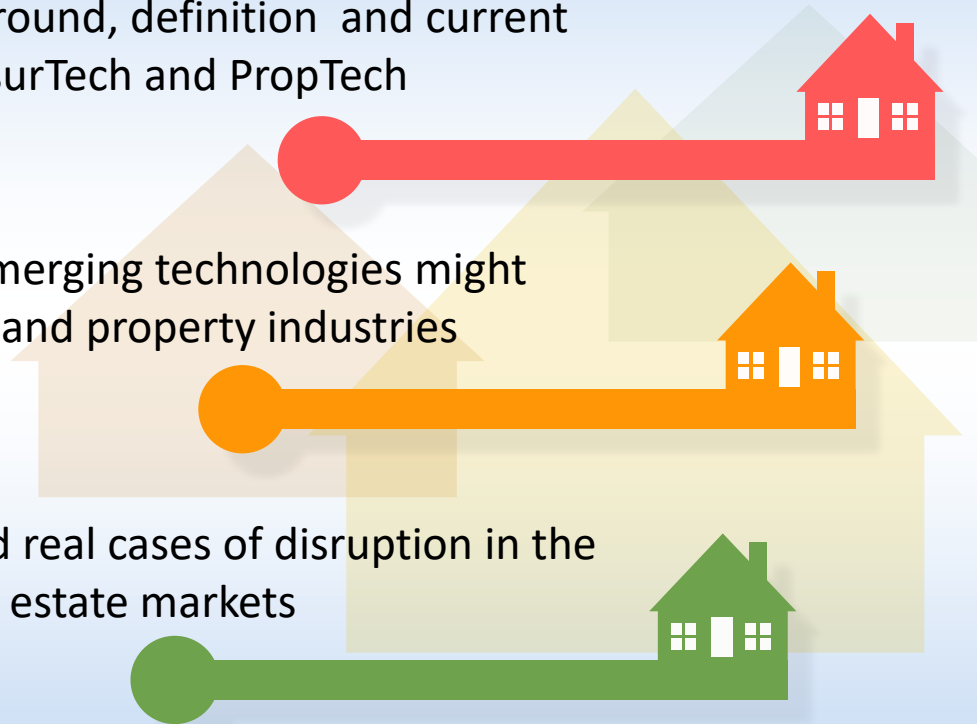 round, definition and current
surTech and PropTech
merging technologies might
and property industries
d real cases of disruption in the
estate markets